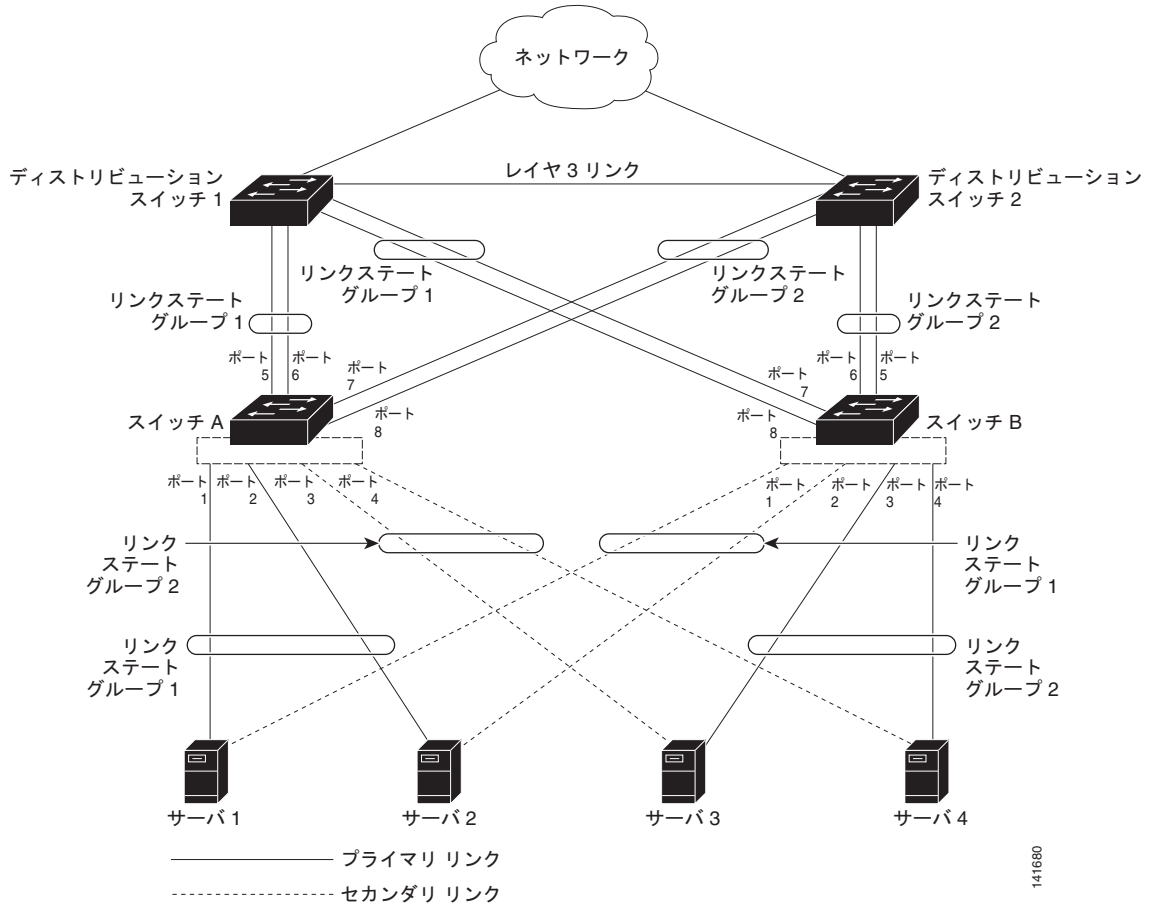 ネットワーク
レイヤ 3 リンク
ディストリビューション
スイッチ 1
ディストリビューション
スイッチ 2
リンクステート
グループ 1
リンクステート
グループ 2
リンクステート
グループ 1
リンクステート
グループ 2
ポート
5
ポート
6
ポート
7
ポート
8
ポート
6
ポート
5
ポート
7
ポート
8
スイッチ A
スイッチ B
ポート
1
ポート
2
ポート
3
ポート
4
ポート
1
ポート
2
ポート
3
ポート
4
リンク
ステート
グループ 2
リンク
ステート
グループ 1
リンク
ステート
グループ 1
リンク
ステート
グループ 2
サーバ 1
サーバ 2
サーバ 3
サーバ 4
プライマリ リンク
セカンダリ リンク
141680